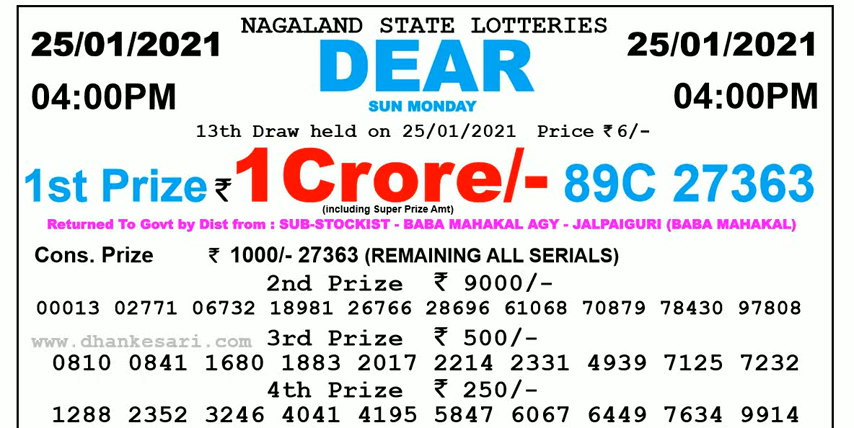 NAGALAND STATE LOTTERIES
25/01/2021 DEAR 25/01/2021
04:00PM SUN MONDAY 04:00PM
13th Draw held on 25/01/2021 Price ₹6/-
1st Prize ₹1Crore/- 89C 27363
(including Super Prize Amt)
Returned To Govt by Dist from : SUB-STOCKIST - BABA MAHAKAL AGY - JALPAIGURI (BABA MAHAKAL)
Cons. Prize ₹ 1000/- 27363 (REMAINING ALL SERIALS)
2nd Prize ₹ 9000/-
00013 02771 06732 18981 26766 28696 61068 70879 78430 97808
www.dhankesari.com 3rd Prize ₹ 500/-
0810 0841 1680 1883 2017 2214 2331 4939 7125 7232
4th Prize ₹ 250/-
1288 2352 3246 4041 4195 5847 6067 6449 7634 9914